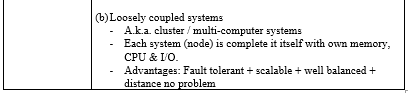 (b)Loosely coupled systems
- A.k.a. cluster / multi-computer systems
- Each system (node) is complete it itself with own memory,
CPU & I/O.
- Advantages: Fault tolerant + scalable + well balanced +
distance no problem